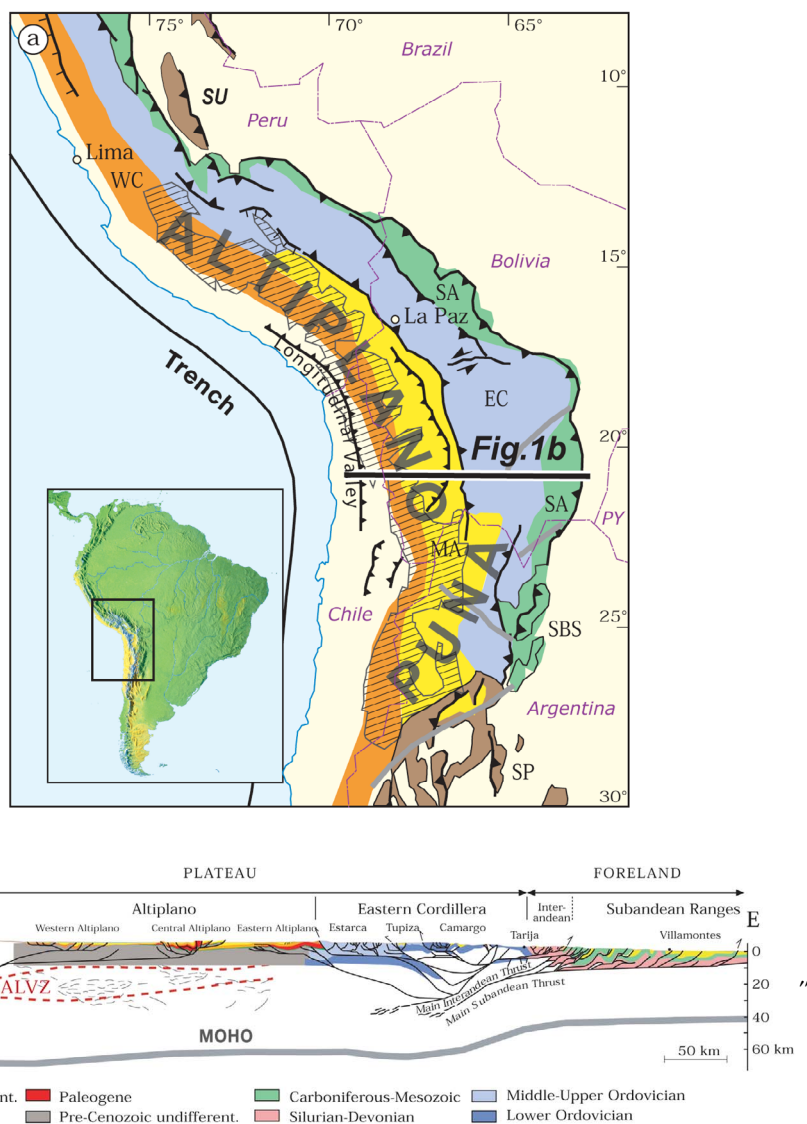 a
75°
70°
65°
Brazil
10°
SU
Peru
Lima
WC
ALTIPLANO
15°
Bolivia
SA
La Paz
Trench
Longitudinal Valley
EC
20°
Fig.1b
SA
PY
MA
PUNA
Chile
25°
SBS
Argentina
SP
30°
PLATEAU
FORELAND
Altiplano
Eastern Cordillera
Inter-
andean
Subandean Ranges
E
Western Altiplano
Central Altiplano
Eastern Altiplano
Estarca
Tupiza
Camargo
Tarija
Villamontes
0
ALVZ
Main Interandean Thrust
Main Subandean Thrust
20
"
MOHO
40
60 km
50 km
nt.
Paleogene
Carboniferous-Mesozoic
Middle-Upper Ordovician
Pre-Cenozoic undifferent.
Silurian-Devonian
Lower Ordovician